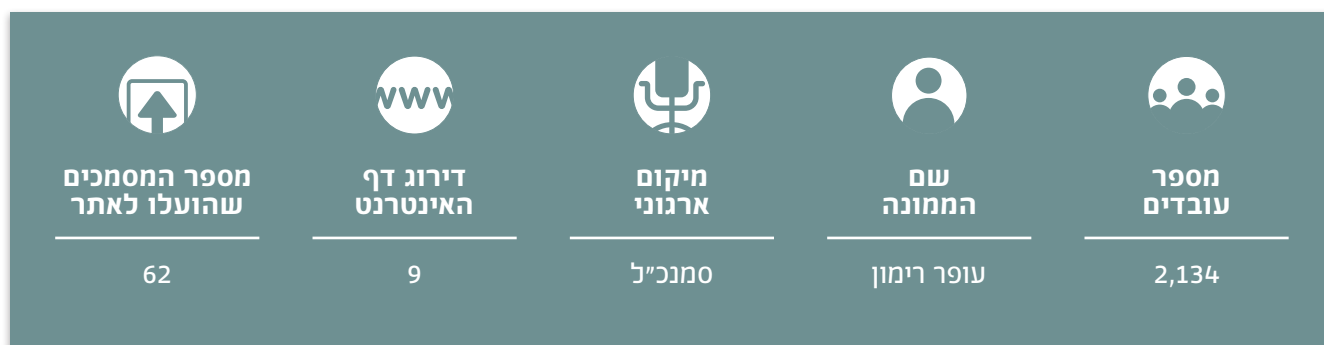 מספר
עובדים
2,134
שם
הממונה
עופר רימון
מיקום
ארגוני
סמנכ״ל
www
דירוג דף
האינטרנט
9
מספר המסמכים
שהועלו לאתר
62